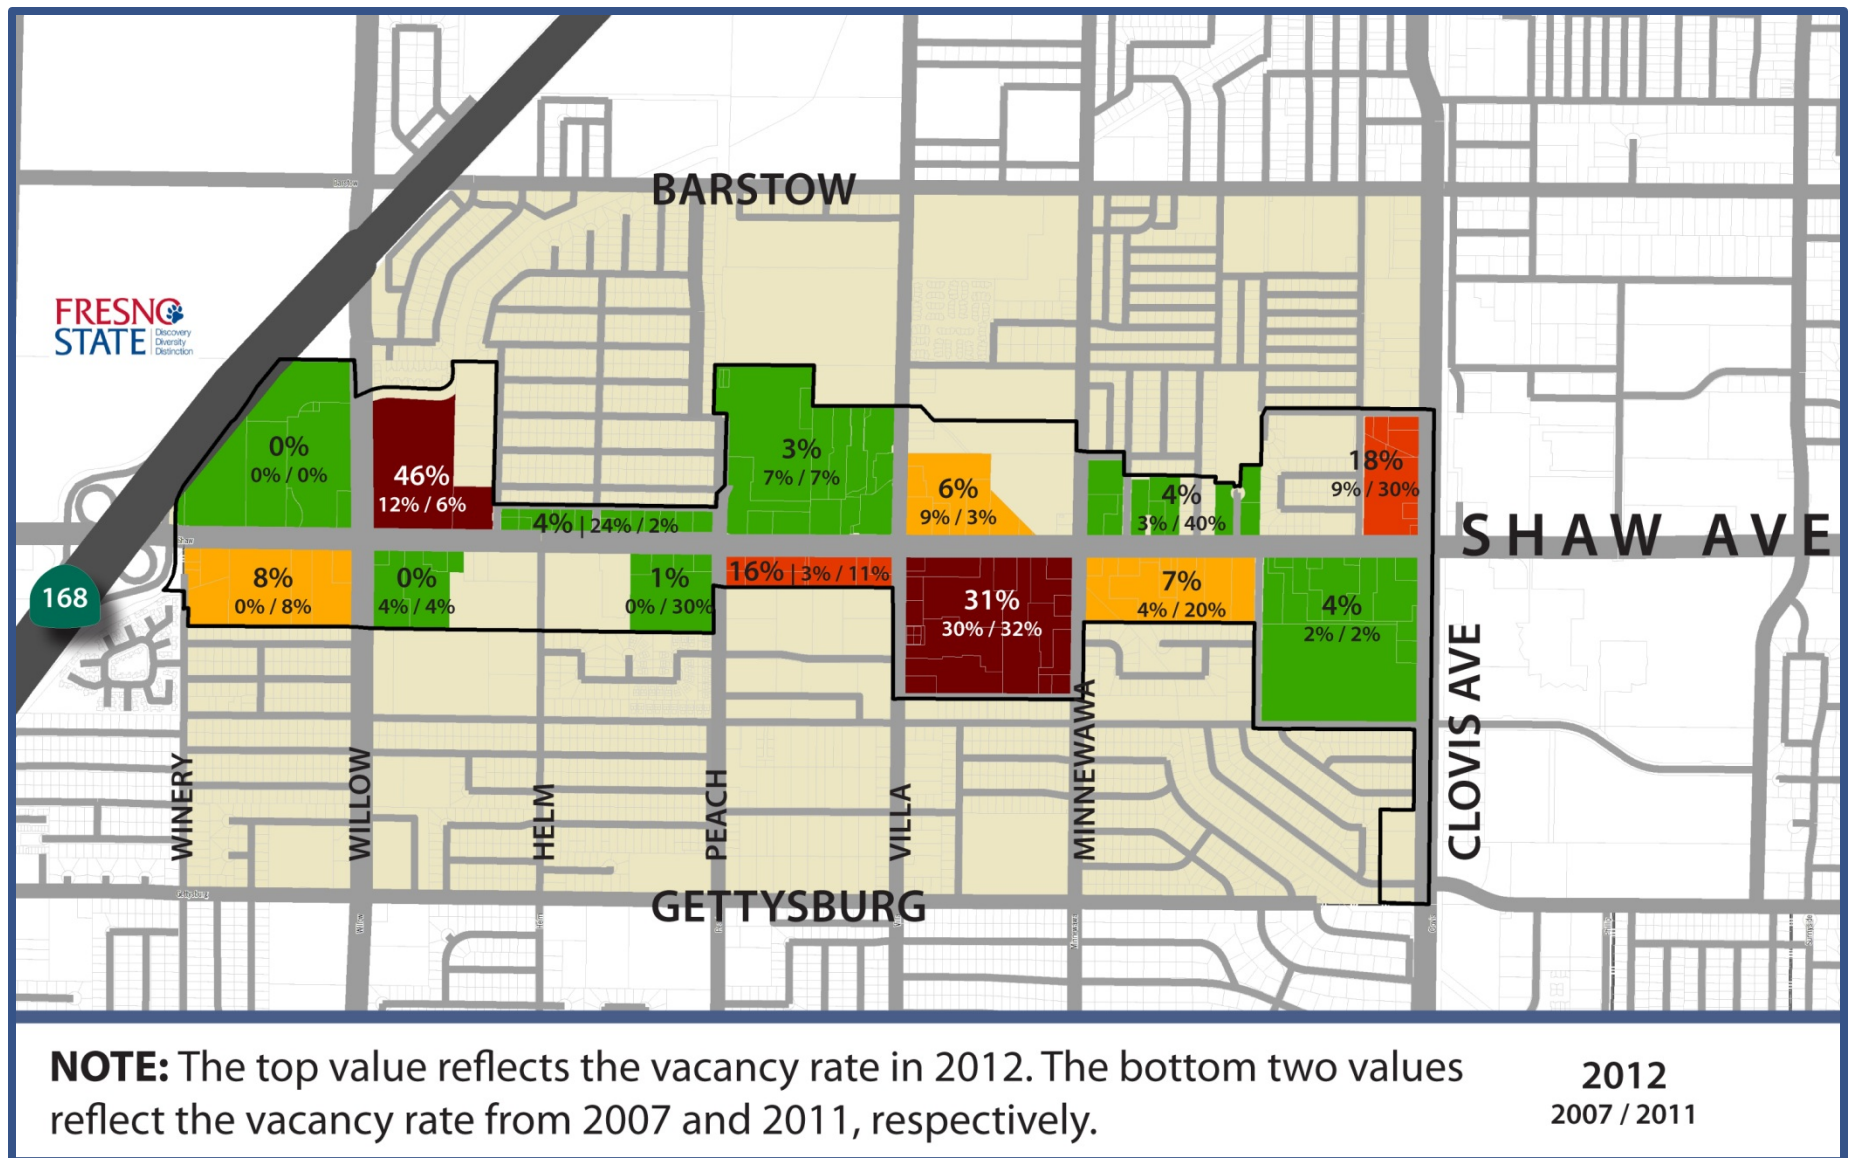 BARSTOW
FRESNO
STATE
Discovery
Diversity
Distinction
0%
0% / 0%
46%
12% / 6%
4% | 24% / 2%
3%
7% / 7%
6%
9% / 3%
4%
3% / 40%
18%
9% / 30%
SHAW AVE
Shaw
168
8%
0% / 8%
0%
4% / 4%
1%
0% / 30%
16% | 3% / 11%
31%
30% / 32%
7%
4% / 20%
4%
2% / 2%
WINERY
WILLOW
HELM
PEACH
VILLA
MINNEWAWA
CLOVIS AVE
Gettysburg
GETTYSBURG
NOTE: The top value reflects the vacancy rate in 2012. The bottom two values
reflect the vacancy rate from 2007 and 2011, respectively.
2012
2007 / 2011